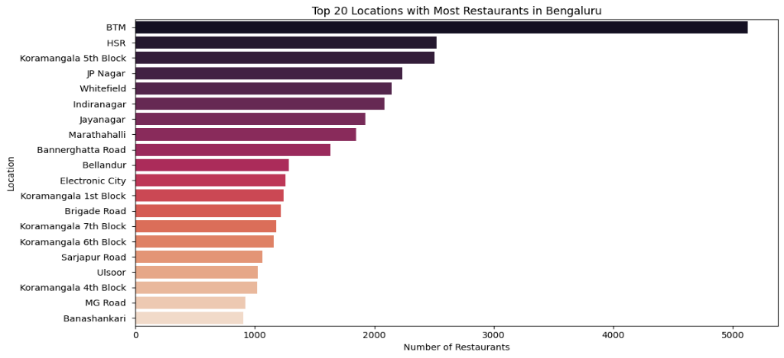 Top 20 Locations with Most Restaurants in Bengaluru
BTM
HSR
Koramangala 5th Block
JP Nagar
Whitefield
Indiranagar
Jayanagar
Marathahalli
Bannerghatta Road
Bellandur
Electronic City
Koramangala 1st Block
Brigade Road
Koramangala 7th Block
Koramangala 6th Block
Sarjapur Road
Ulsoor
Koramangala 4th Block
MG Road
Banashankari
Location
0 1000 2000 3000 4000 5000
Number of Restaurants